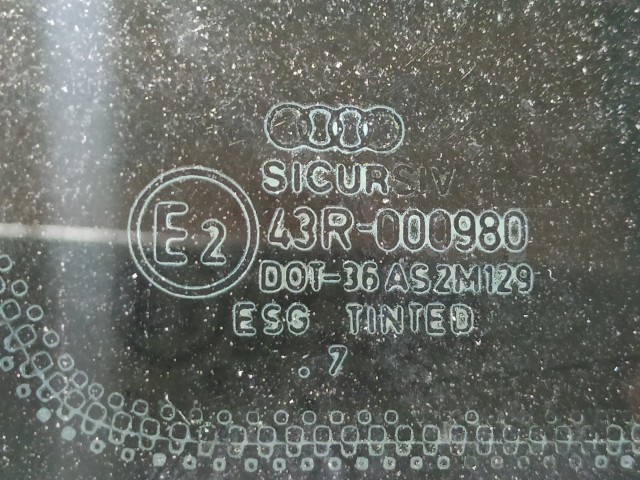 SICURSIV
E2
43R-000980
DOT-36 AS2M129
ESG TINTED
. 7